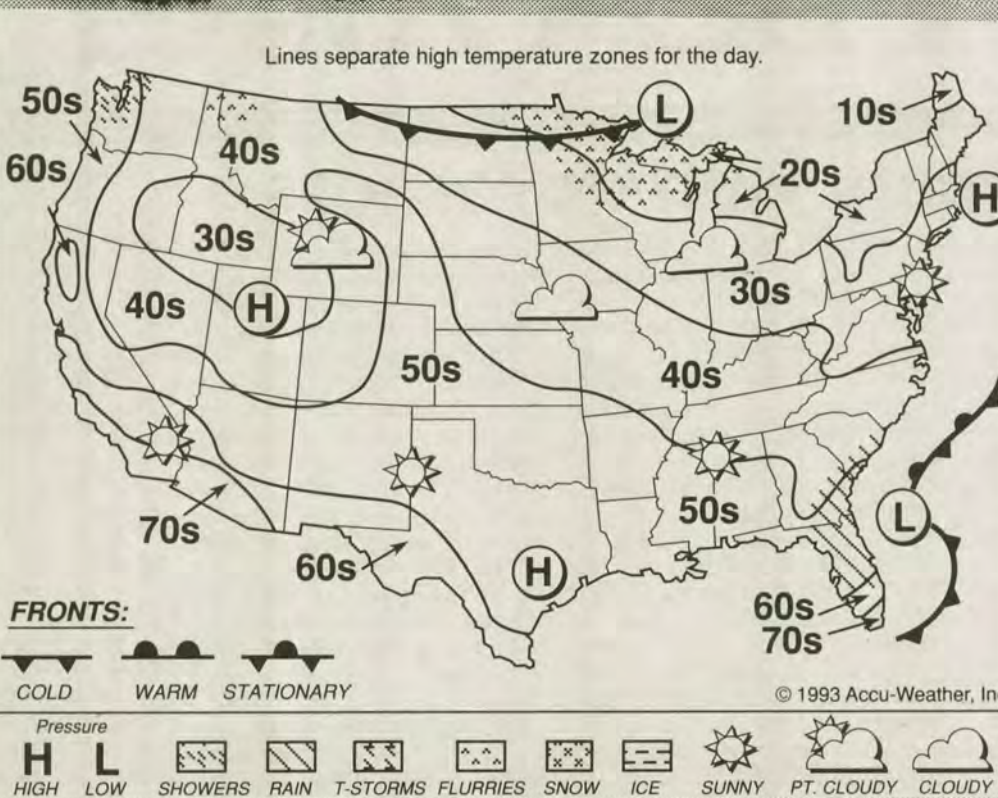 Lines separate high temperature zones for the day.
50s
60s
40s
L
10s
20s
H
30s
40s
H
30s
50s
40s
70s
60s
H
50s
L
60s
70s
FRONTS:
COLD WARM STATIONARY
© 1993 Accu-Weather, In
Pressure
H L
HIGH LOW SHOWERS RAIN T-STORMS FLURRIES SNOW ICE SUNNY PT. CLOUDY CLOUDY